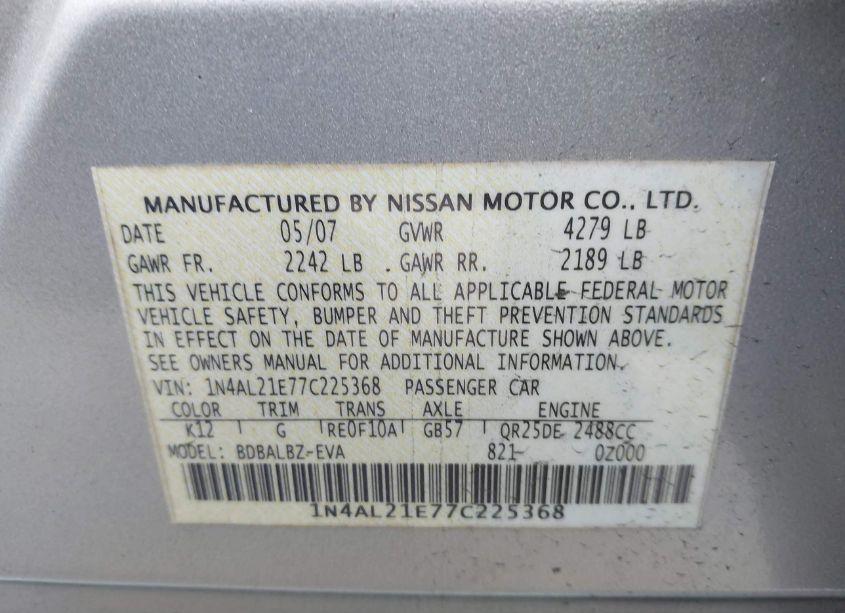 MANUFACTURED BY NISSAN MOTOR CO., LTD.
DATE 05/07 GVWR 4279 LB
GAWR FR. 2242 LB . GAWR RR. 2189 LB
THIS VEHICLE CONFORMS TO ALL APPLICABLE FEDERAL MOTOR
VEHICLE SAFETY, BUMPER AND THEFT PREVENTION STANDARDS
IN EFFECT ON THE DATE OF MANUFACTURE SHOWN ABOVE.
SEE OWNERS MANUAL FOR ADDITIONAL INFORMATION.
VIN: 1N4AL21E77C225368 PASSENGER CAR
COLOR TRIM TRANS AXLE ENGINE
K12 G RE0F10A GB57 QR25DE 2488CC
MODEL: BDBALBZ-EVA 821 0Z000
1N4AL21E77C225368